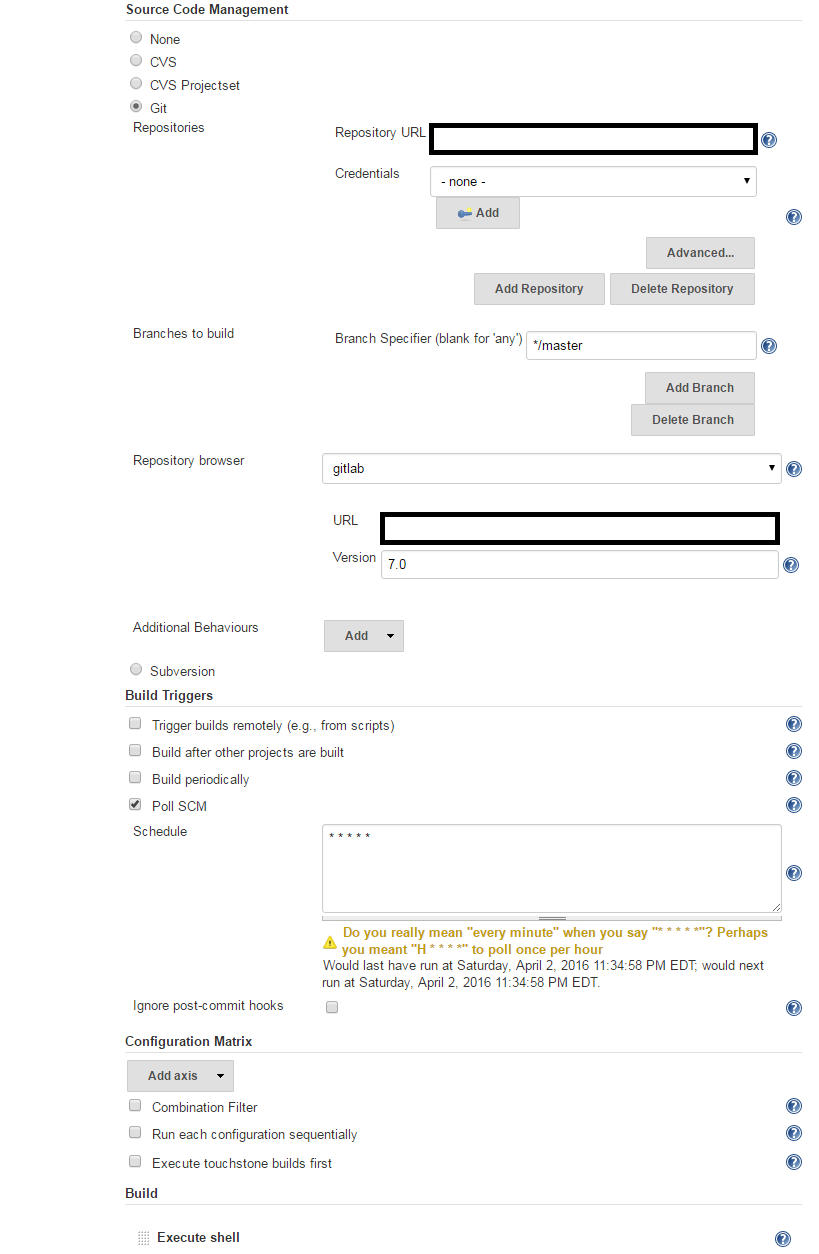 Source Code Management
None
CVS
CVS Projectset
Git
Repositories
Repository URL
Credentials
- none -
Add
Advanced...
Add Repository
Delete Repository
Branches to build
Branch Specifier (blank for 'any')
*/master
Add Branch
Delete Branch
Repository browser
gitlab
URL
Version
7.0
Additional Behaviours
Add
Subversion
Build Triggers
Trigger builds remotely (e.g., from scripts)
Build after other projects are built
Build periodically
Poll SCM
Schedule
* * * * *
Do you really mean "every minute" when you say "* * * * *"? Perhaps
you meant "H * * * *" to poll once per hour
Would last have run at Saturday, April 2, 2016 11:34:58 PM EDT; would next
run at Saturday, April 2, 2016 11:34:58 PM EDT.
Ignore post-commit hooks
Configuration Matrix
Add axis
Combination Filter
Run each configuration sequentially
Execute touchstone builds first
Build
Execute shell